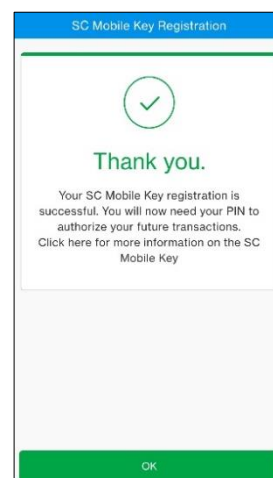 SC Mobile Key Registration
Thank you.
Your SC Mobile Key registration is
successful. You will now need your PIN to
authorize your future transactions.
Click here for more information on the SC
Mobile Key
OK